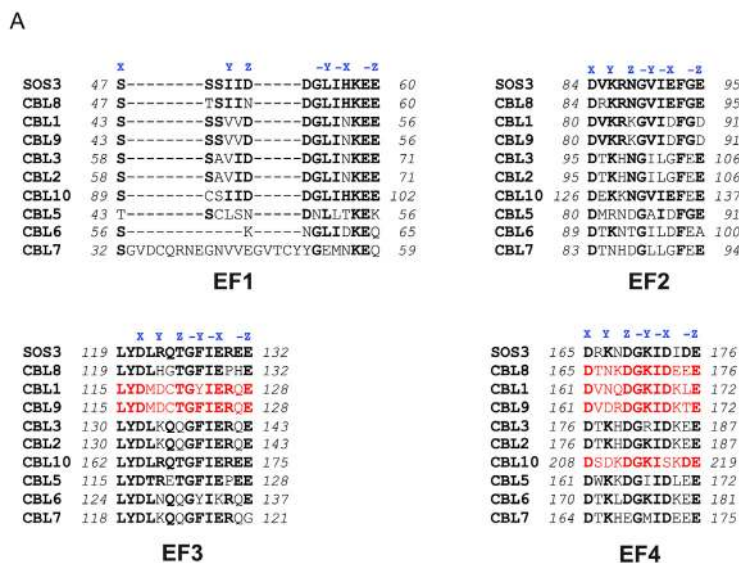 A
X Y Z -Y -X -Z
SOS3 47 S--------SSIID-----DGLIHKEE 60
CBL8 47 S--------TSIIN-----DGLIHKEE 60
CBL1 43 S--------SSVVD-----DGLINKEE 56
CBL9 43 S--------SSVVD-----DGLINKEE 56
CBL3 58 S--------SAVID-----DGLINKEE 71
CBL2 58 S--------SAVID-----DGLINKEE 71
CBL10 89 S--------CSIID-----DGLIHKEE 102
CBL5 43 T--------SCLSN-----DNLLTKEK 56
CBL6 56 S------------K-----NGLIDKEQ 65
CBL7 32 SGVDCQRNEGNVVEGVTCYYGEMNKEQ 59
EF1
X Y Z -Y -X -Z
SOS3 84 DVKRNGVIEFGE 95
CBL8 84 DRKRNGVIEFGE 95
CBL1 80 DVKRKGVIDFGD 91
CBL9 80 DVKRKGVIDFGD 91
CBL3 95 DTKHNGILGFEE 106
CBL2 95 DTKHNGILGFEE 106
CBL10 126 DEKKNGVIEFEE 137
CBL5 80 DMRNDGAIDFGE 91
CBL6 89 DTKNTGILDFEA 100
CBL7 83 DTNHDGLLGFEE 94
EF2
X Y Z -Y -X -Z
SOS3 119 LYDLRQTGFIEREE 132
CBL8 119 LYDLHGTGFIEPHE 132
CBL1 115 LYDMDCTGYIERQE 128
CBL9 115 LYDMDCTGFIERQE 128
CBL3 130 LYDLKQQGFIERQE 143
CBL2 130 LYDLKQQGFIERQE 143
CBL10 162 LYDLRQTGFIEREE 175
CBL5 115 LYDTRETGFIEPEE 128
CBL6 124 LYDLNQQGYIKRQE 137
CBL7 118 LYDLKQQGFIERQG 121
EF3
X Y Z -Y -X -Z
SOS3 165 DRKNDGKIDIDE 176
CBL8 165 DTNKDGKIDEEE 176
CBL1 161 DVNQDGKIDKLE 172
CBL9 161 DVDRDGKIDKTE 172
CBL3 176 DTKHDGRIDKEE 187
CBL2 176 DTKHDGKIDKEE 187
CBL10 208 DSDKDGKISKDE 219
CBL5 161 DWKKDGIIDLEE 172
CBL6 170 DTKLDGKIDKEE 181
CBL7 164 DTKHEGMIDEEE 175
EF4